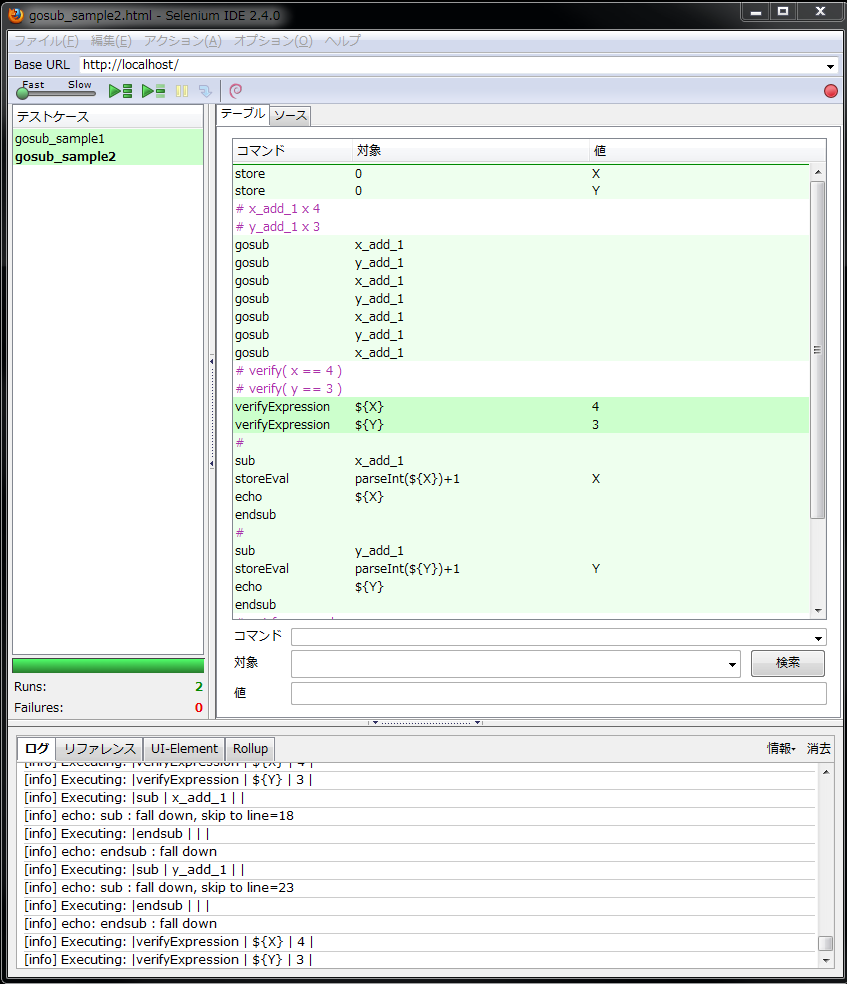 gosub_sample2.html - Selenium IDE 2.4.0
ファイル(F) 編集(E) アクション(A) オプション(O) ヘルプ
Base URL http://localhost/
Fast Slow
テストケース
gosub_sample1
gosub_sample2
Runs: 2
Failures: 0
テーブル ソース
コマンド 対象 値
store 0 X
store 0 Y
# x_add_1 x 4
# y_add_1 x 3
gosub x_add_1
gosub y_add_1
gosub x_add_1
gosub y_add_1
gosub x_add_1
gosub y_add_1
gosub x_add_1
# verify( x == 4 )
# verify( y == 3 )
verifyExpression ${X} 4
verifyExpression ${Y} 3
#
sub x_add_1
storeEval parseInt(${X})+1 X
echo ${X}
endsub
#
sub y_add_1
storeEval parseInt(${Y})+1 Y
echo ${Y}
endsub
コマンド
対象 検索
値
ログ リファレンス UI-Element Rollup 情報 消去
[info] Executing: |verifyExpression | ${X} | 4 |
[info] Executing: |verifyExpression | ${Y} | 3 |
[info] Executing: |sub | x_add_1 | |
[info] echo: sub : fall down, skip to line=18
[info] Executing: |endsub | | |
[info] echo: endsub : fall down
[info] Executing: |sub | y_add_1 | |
[info] echo: sub : fall down, skip to line=23
[info] Executing: |endsub | | |
[info] echo: endsub : fall down
[info] Executing: |verifyExpression | ${X} | 4 |
[info] Executing: |verifyExpression | ${Y} | 3 |